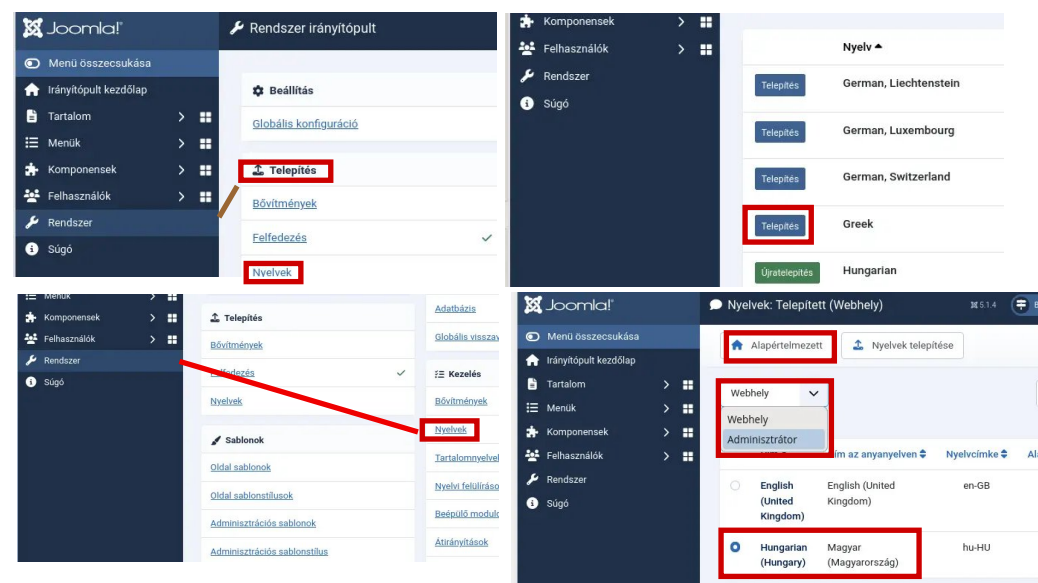 Joomla!®
Rendszer irányítópult
Menü összecsukása
Irányítópult kezdőlap
Tartalom
Menük
Komponensek
Felhasználók
Rendszer
Súgó
Beállítás
Globális konfiguráció
Telepítés
Bővítmények
Felfedezés
Nyelvek
Komponensek
Felhasználók
Rendszer
Súgó
Nyelv
Telepítés German, Liechtenstein
Telepítés German, Luxembourg
Telepítés German, Switzerland
Telepítés Greek
Újratelepítés Hungarian
Menük
Komponensek
Felhasználók
Rendszer
Súgó
Telepítés
Bővítmények
Felfedezés
Nyelvek
Sablonok
Oldal sablonok
Oldal sablonstílusok
Adminisztrációs sablonok
Adminisztrációs sablonstílus
Adatbázis
Globális visszav
Kezelés
Bővítmények
Nyelvek
Tartalomnyelvel
Nyelvi felüláráso
Beépülő modulo
Átirányítások
Joomla!®
Nyelvek: Telepített (Webhely)
5.1.4
Menü összecsukása
Irányítópult kezdőlap
Tartalom
Menük
Komponensek
Felhasználók
Rendszer
Súgó
Alapértelmezett
Nyelvek telepítése
Webhely
Webhely
Adminisztrátor
ím az anyanyelven Nyelvcímke Al
English (United Kingdom) English (United Kingdom) en-GB
Hungarian (Hungary) Magyar (Magyarország) hu-HU